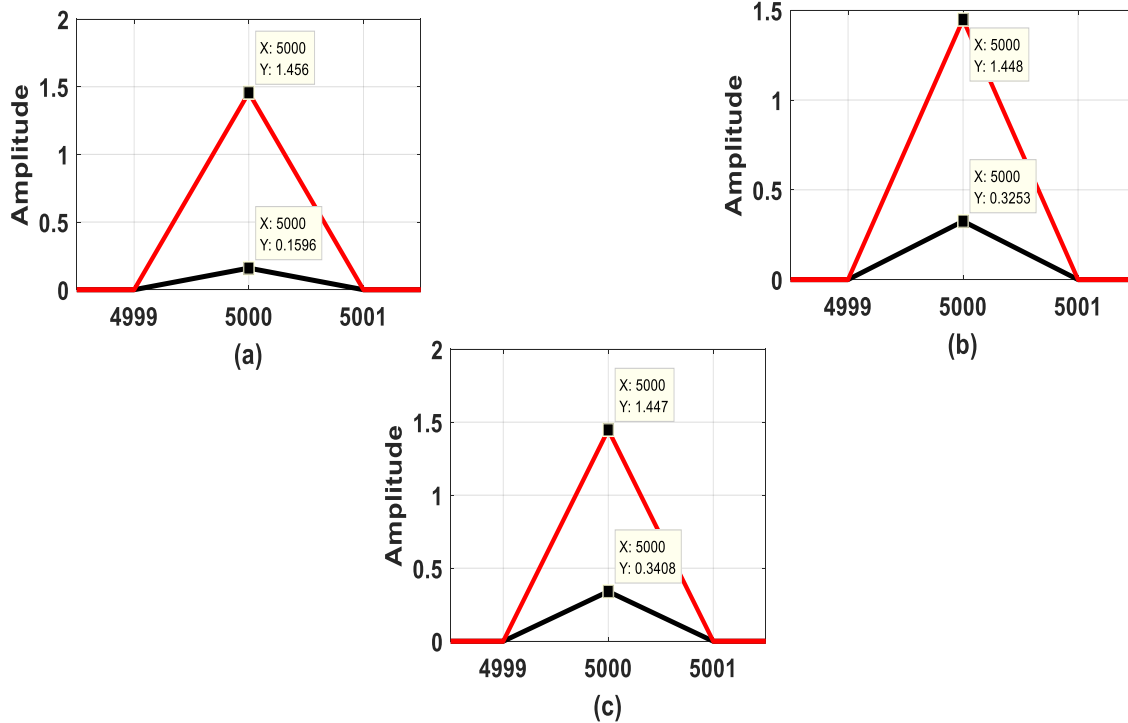 2
X: 5000
Y: 1.456
1.5
Amplitude
1
X: 5000
Y: 0.1596
0.5
0
4999 5000 5001
(a)
1.5
X: 5000
Y: 1.448
1
Amplitude
X: 5000
Y: 0.3253
0.5
0
4999 5000 5001
(b)
2
X: 5000
Y: 1.447
1.5
Amplitude
1
X: 5000
Y: 0.3408
0.5
0
4999 5000 5001
(c)